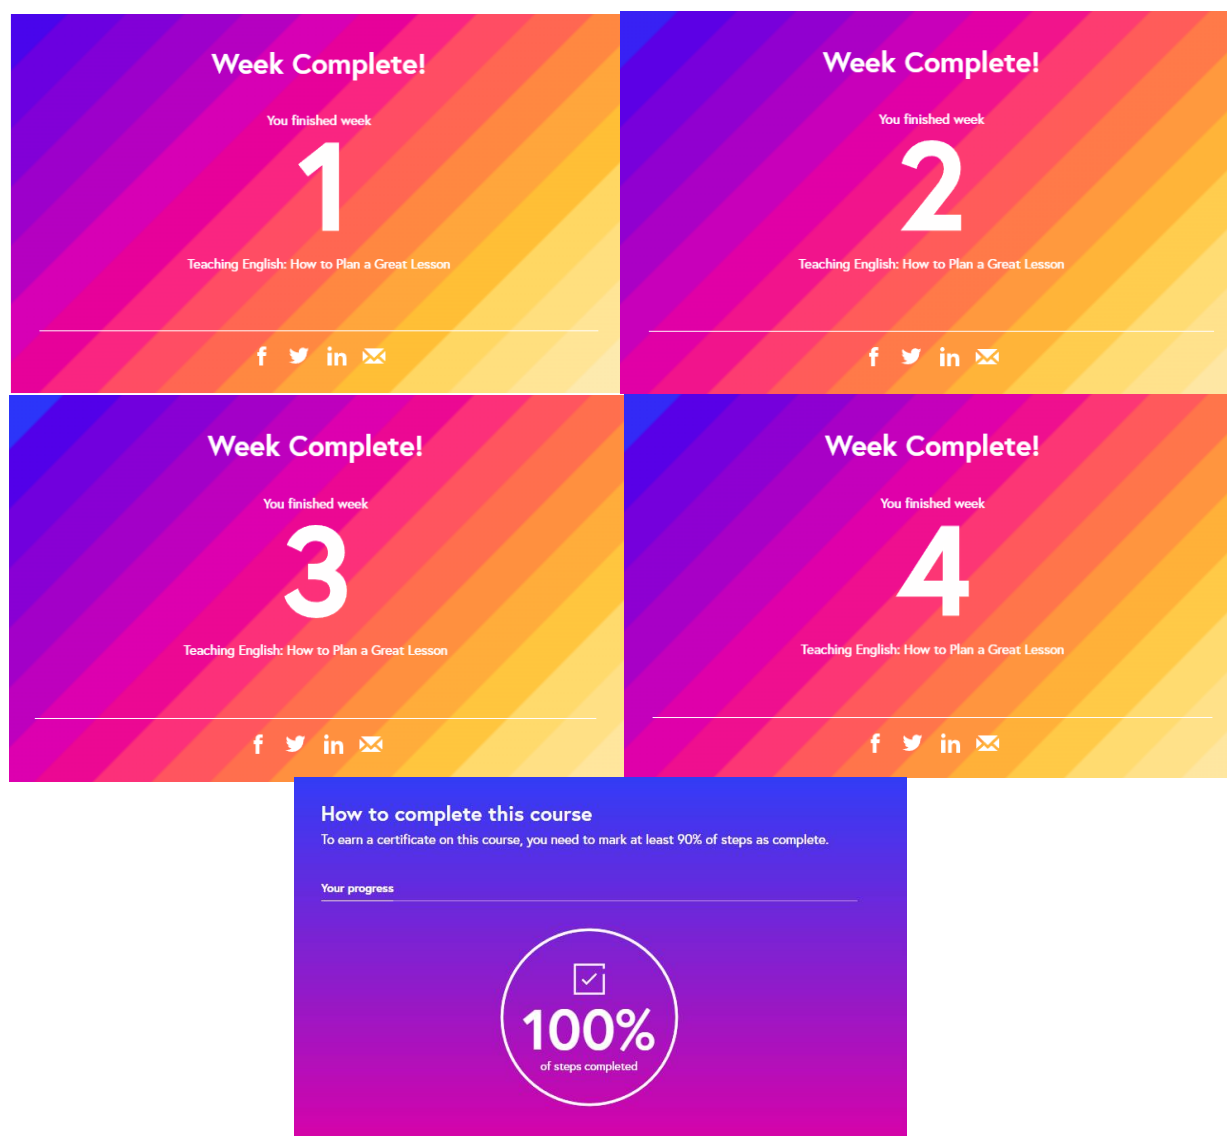 Week Complete!
You finished week
1
Teaching English: How to Plan a Great Lesson
Week Complete!
You finished week
2
Teaching English: How to Plan a Great Lesson
Week Complete!
You finished week
3
Teaching English: How to Plan a Great Lesson
Week Complete!
You finished week
4
Teaching English: How to Plan a Great Lesson
How to complete this course
To earn a certificate on this course, you need to mark at least 90% of steps as complete.
Your progress
100%
of steps completed